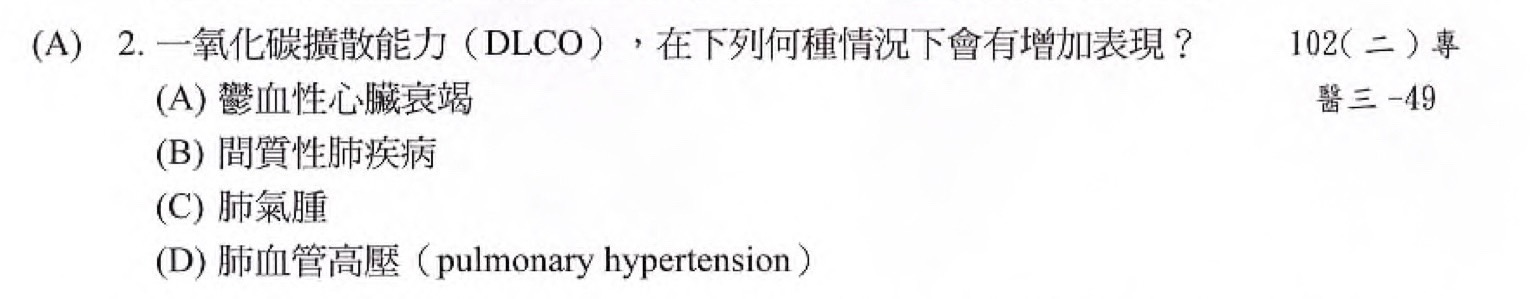 (A) 2. 一氧化碳擴散能力（DLCO），在下列何種情況下會有增加表現？ 102(二)專
(A) 鬱血性心臟衰竭 醫三-49
(B) 間質性肺疾病
(C) 肺氣腫
(D) 肺血管高壓（pulmonary hypertension）